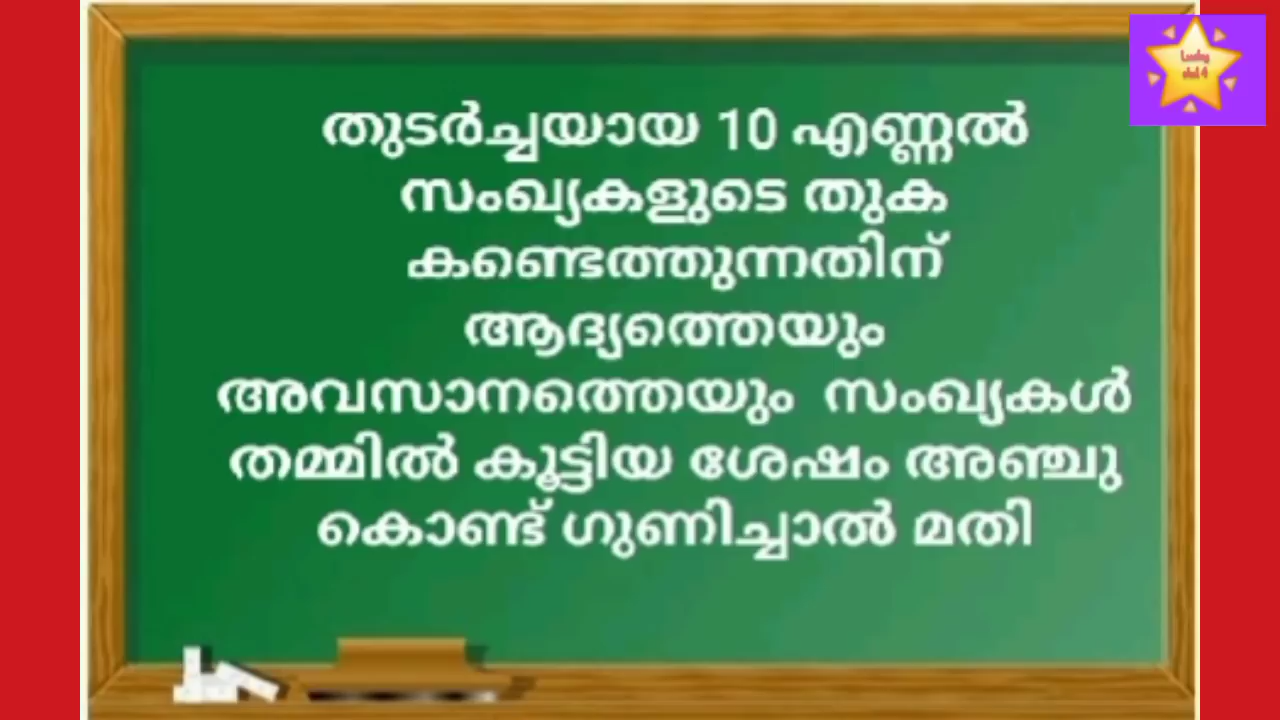 തുടർച്ചയായ 10 എണ്ണൽ
സംഖ്യകളുടെ തുക
കണ്ടെത്തുന്നതിന്
ആദ്യത്തെയും
അവസാനത്തെയും സംഖ്യകൾ
തമ്മിൽ കൂട്ടിയ ശേഷം അഞ്ചു
കൊണ്ട് ഗുണിച്ചാൽ മതി